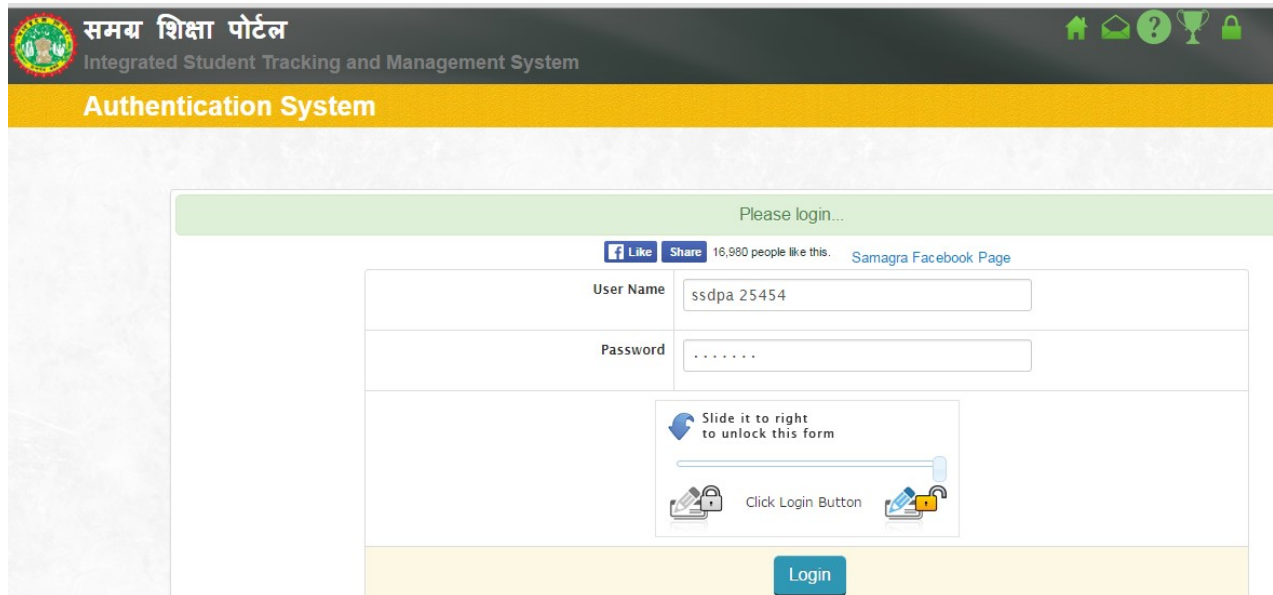 समग्र शिक्षा पोर्टल
Integrated Student Tracking and Management System
Authentication System
Please login...
Like Share 16,980 people like this. Samagra Facebook Page
User Name ssdpa 25454
Password .......
Slide it to right
to unlock this form
Click Login Button
Login